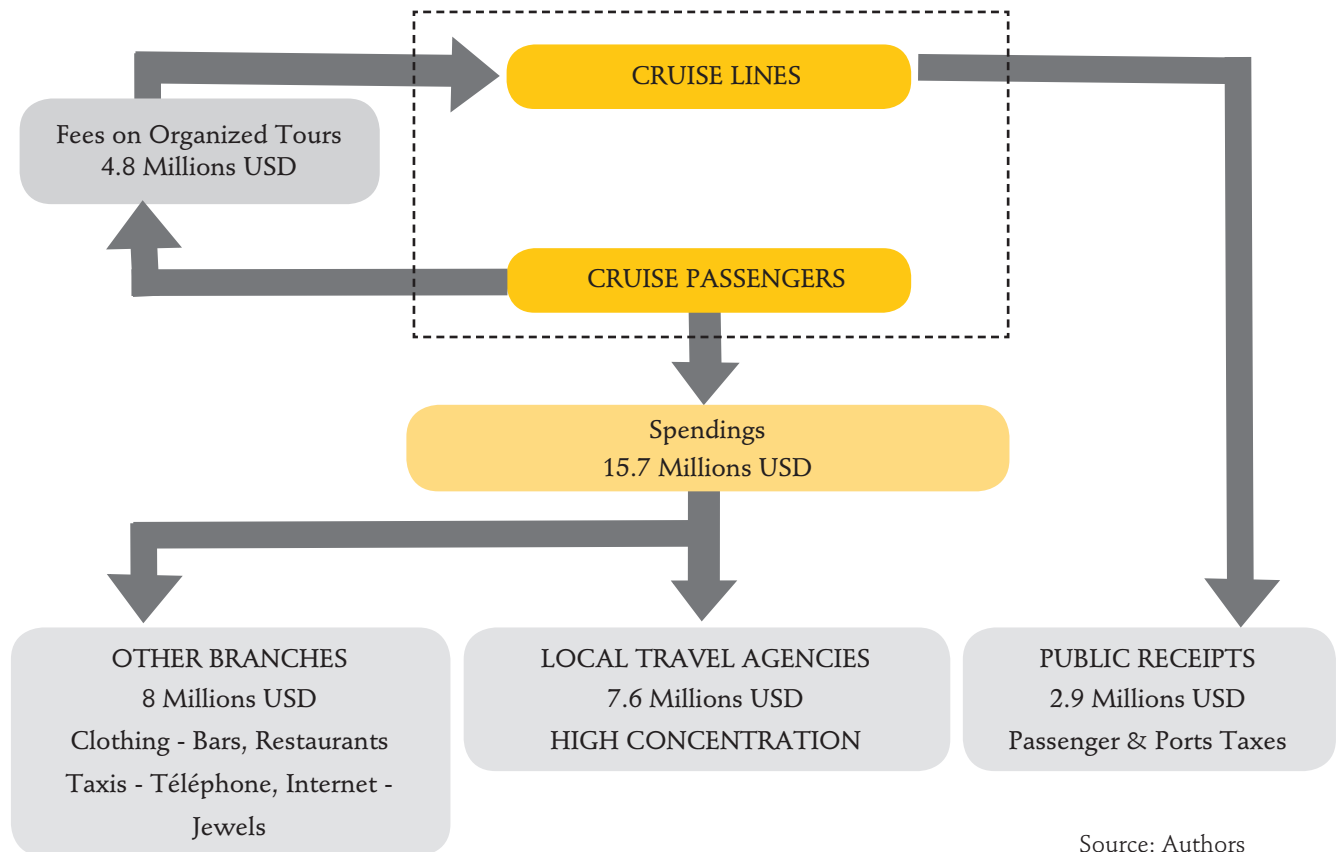 CRUISE LINES
Fees on Organized Tours
4.8 Millions USD
CRUISE PASSENGERS
Spendings
15.7 Millions USD
OTHER BRANCHES
8 Millions USD
Clothing - Bars, Restaurants
Taxis - Téléphone, Internet -
Jewels
LOCAL TRAVEL AGENCIES
7.6 Millions USD
HIGH CONCENTRATION
PUBLIC RECEIPTS
2.9 Millions USD
Passenger & Ports Taxes
Source: Authors